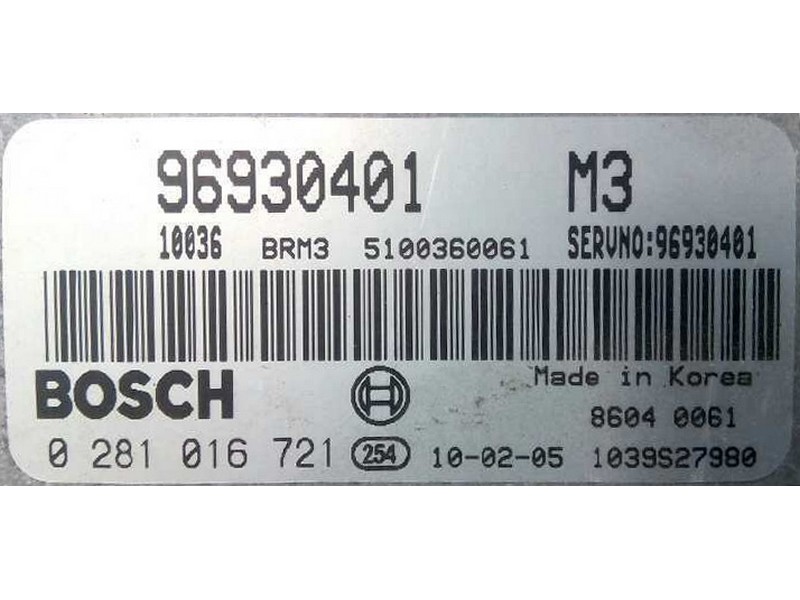 96930401 M3
10036 BRM3 5100360061 SERVNO:96930401
BOSCH Made in Korea
8604 0061
0 281 016 721 254 10-02-05 1039S27980